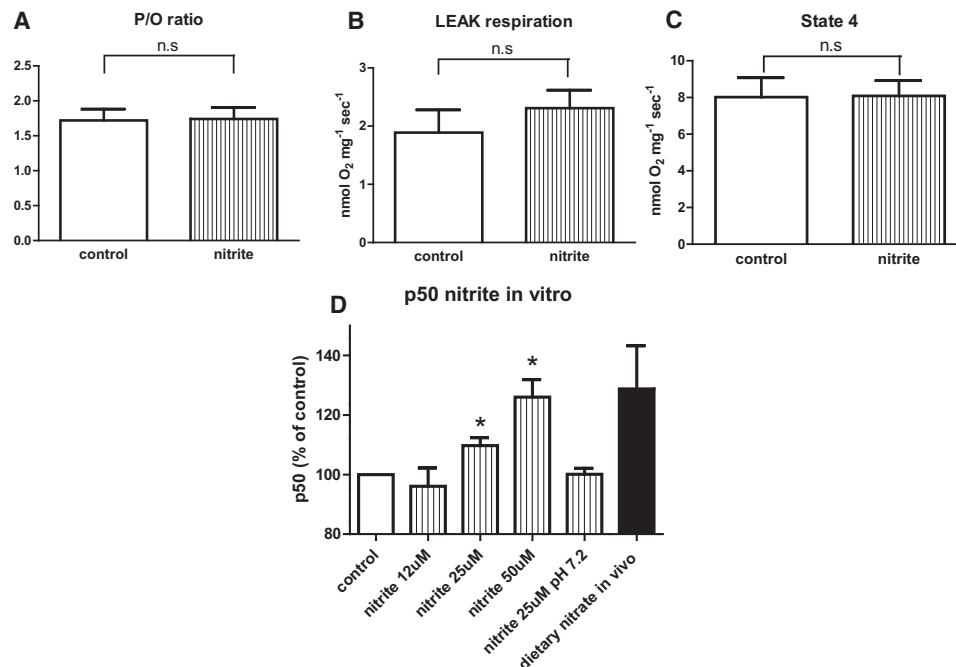 A
P/O ratio
n.s
2.5
2.0
1.5
1.0
0.5
0.0
control
nitrite
B
LEAK respiration
n.s
nmol O₂ mg⁻¹ sec⁻¹
3
2
1
0
control
nitrite
C
State 4
n.s
nmol O₂ mg⁻¹ sec⁻¹
10
8
6
4
2
0
control
nitrite
D
p50 nitrite in vitro
p50 (% of control)
140
120
100
80
*
*
control
nitrite 12uM
nitrite 25uM
nitrite 50uM
nitrite 25uM pH 7.2
dietary nitrate in vivo